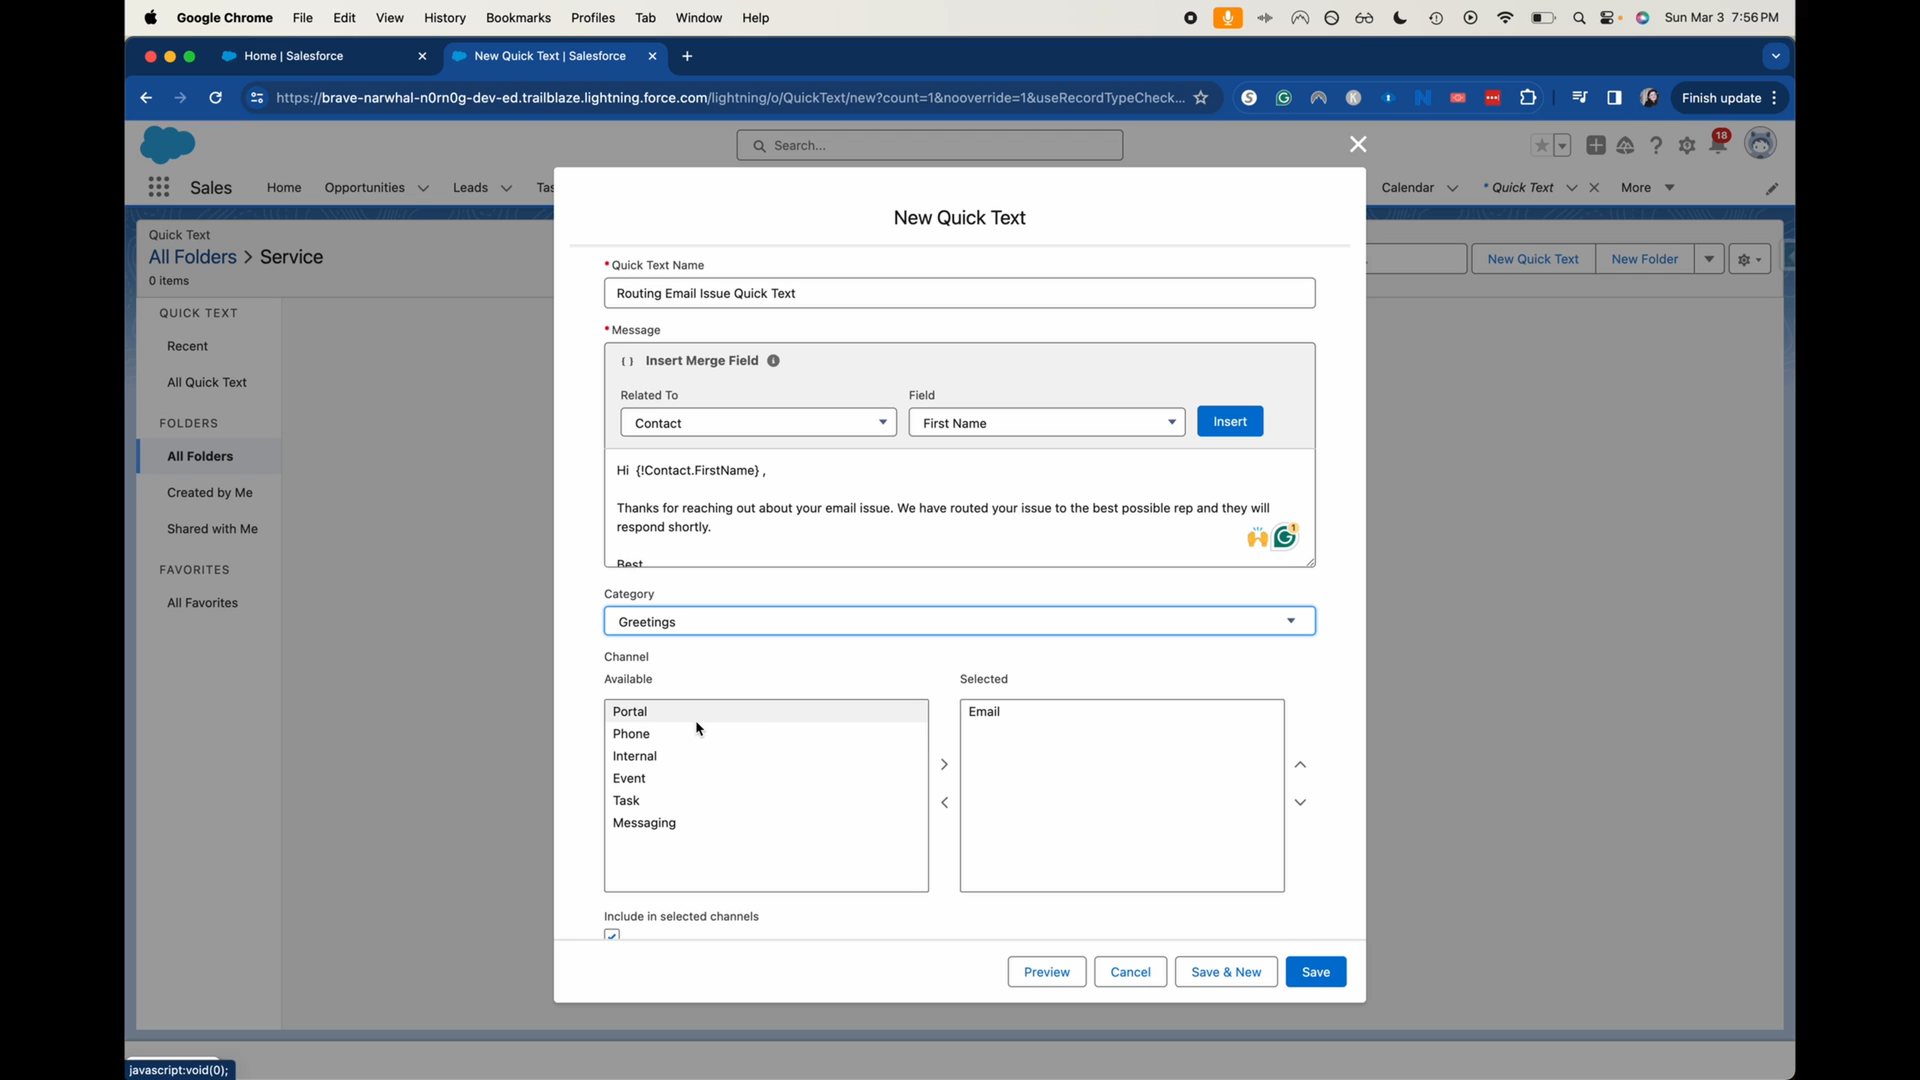 Google Chrome File Edit View History Bookmarks Profiles Tab Window Help Sun Mar 3 7:56 PM
Home | Salesforce New Quick Text | Salesforce
https://brave-narwhal-n0rn0g-dev-ed.trailblaze.lightning.force.com/lightning/o/QuickText/new?count=1&nooverride=1&useRecordTypeCheck... Finish update
Search... 18
Sales Home Opportunities Leads Tas Calendar * Quick Text More
Quick Text
All Folders > Service
0 items
New Quick Text New Folder
QUICK TEXT
Recent
All Quick Text
FOLDERS
All Folders
Created by Me
Shared with Me
FAVORITES
All Favorites
New Quick Text
* Quick Text Name
Routing Email Issue Quick Text
* Message
{ } Insert Merge Field
Related To Field
Contact First Name Insert
Hi {!Contact.FirstName} ,
Thanks for reaching out about your email issue. We have routed your issue to the best possible rep and they will
respond shortly.
1
Best
Category
Greetings
Channel
Available Selected
Portal Email
Phone
Internal
Event
Task
Messaging
Include in selected channels
Preview Cancel Save & New Save
javascript:void(0);